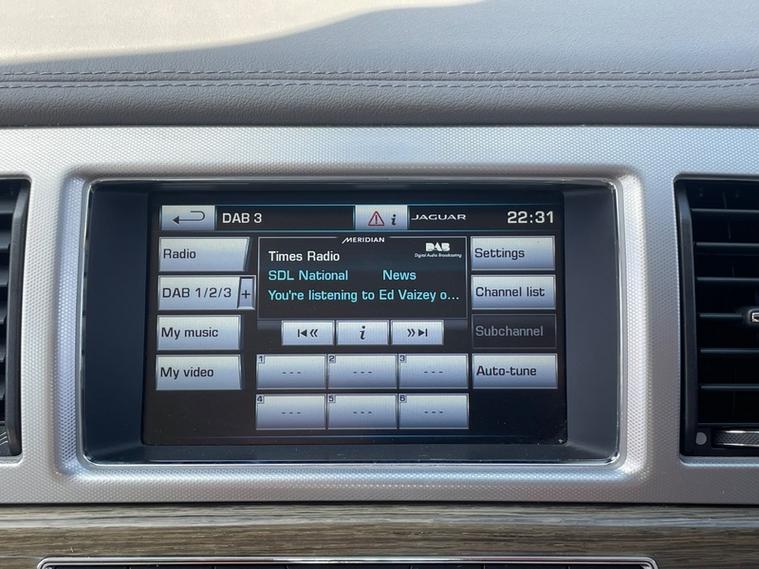 DAB 3 i JAGUAR 22:31
MERIDIAN
Radio
Times Radio
DAB
Digital Audio Broadcasting
Settings
SDL National News
DAB 1/2/3 +
You're listening to Ed Vaizey o...
Channel list
My music
i
Subchannel
My video
1 ---
2 ---
3 ---
Auto-tune
4 ---
5 ---
6 ---